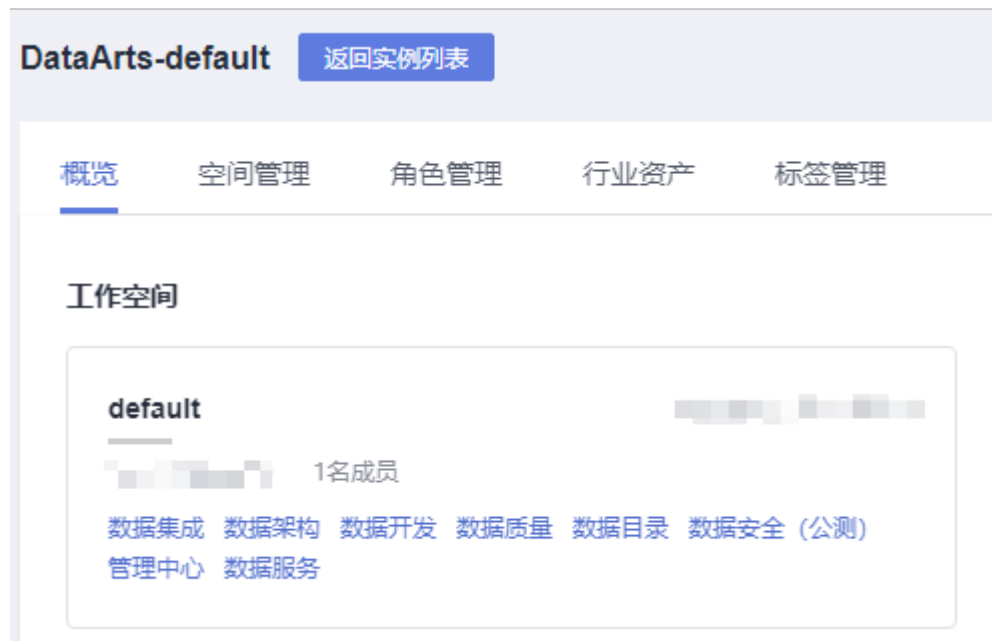 DataArts-default 返回实例列表
概览 空间管理 角色管理 行业资产 标签管理
工作空间
default
1名成员
数据集成 数据架构 数据开发 数据质量 数据目录 数据安全 (公测)
管理中心 数据服务